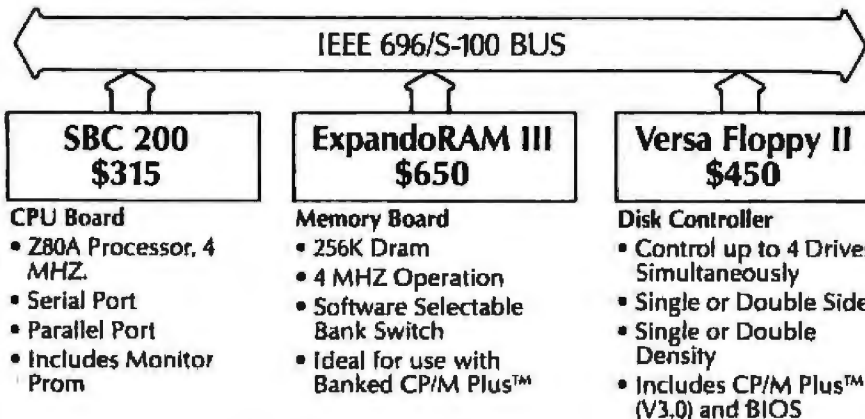 IEEE 696/S-100 BUS
SBC 200
$315
CPU Board
• Z80A Processor, 4
MHZ.
• Serial Port
• Parallel Port
• Includes Monitor
Prom
ExpandoRAM III
$650
Memory Board
• 256K Dram
• 4 MHZ Operation
• Software Selectable
Bank Switch
• Ideal for use with
Banked CP/M Plus™
Versa Floppy II
$450
Disk Controller
• Control up to 4 Drive
Simultaneously
• Single or Double Side
• Single or Double
Density
• Includes CP/M Plus™
(V3.0) and BIOS